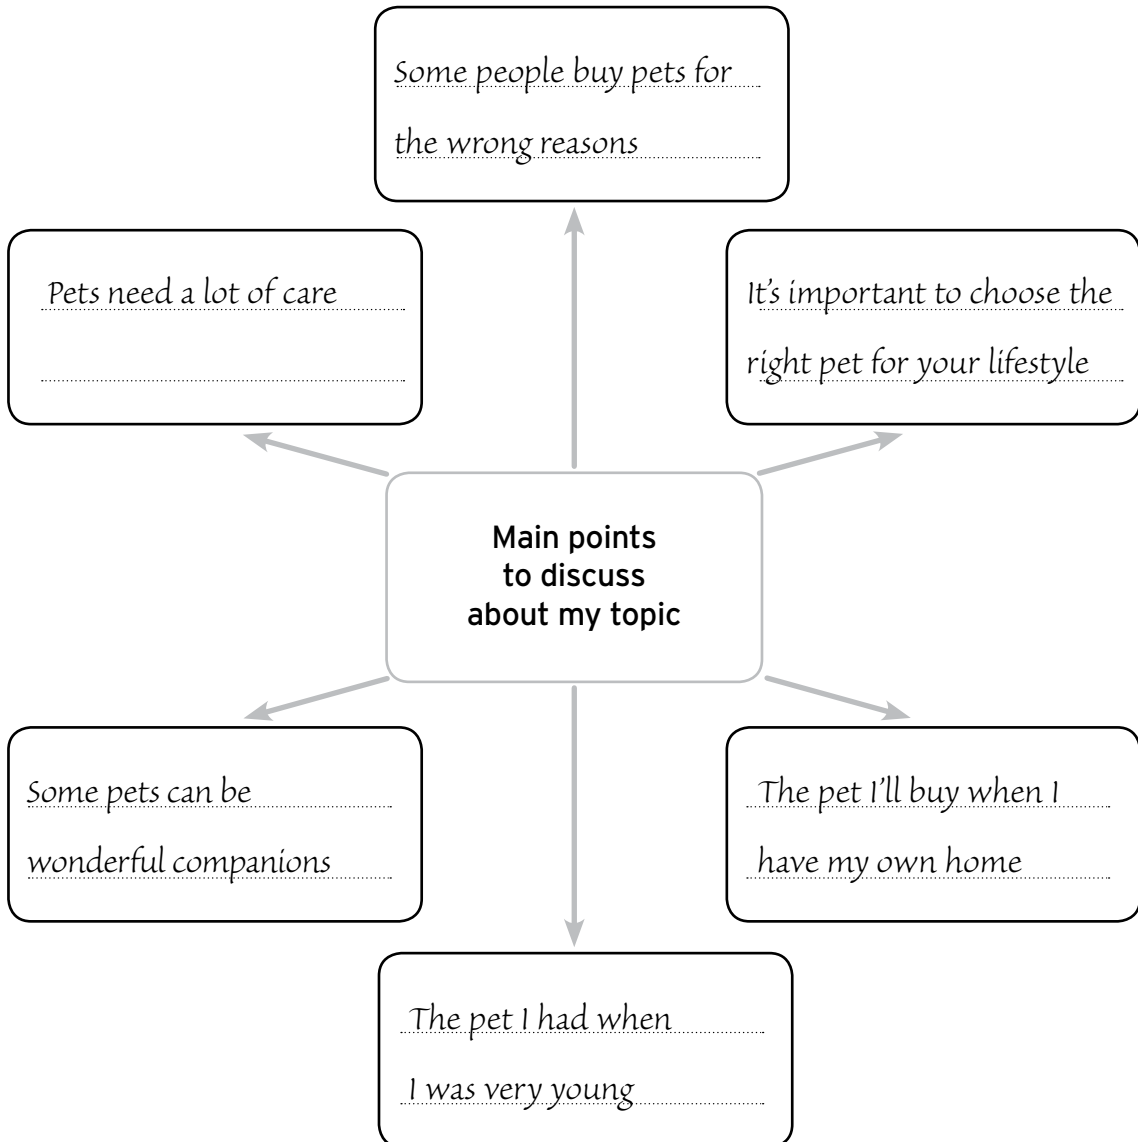 Some people buy pets for
the wrong reasons
Pets need a lot of care
It's important to choose the
right pet for your lifestyle
Main points
to discuss
about my topic
Some pets can be
wonderful companions
The pet I'll buy when I
have my own home
The pet I had when
I was very young